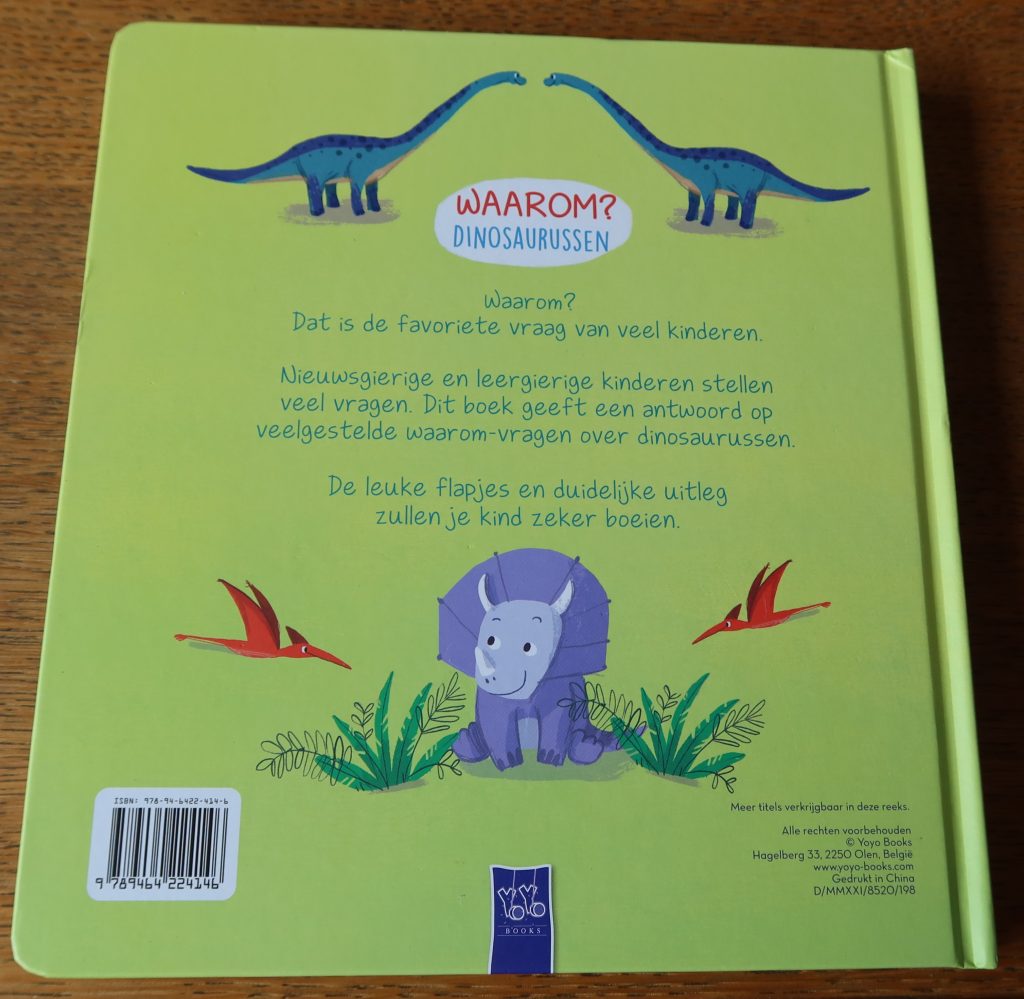 WAAROM?
DINOSAURUSSEN
Waarom?
Dat is de favoriete vraag van veel kinderen.
Nieuwsgierige en leergierige kinderen stellen
veel vragen. Dit boek geeft een antwoord op
veelgestelde waarom-vragen over dinosaurussen.
De leuke flapjes en duidelijke uitleg
zullen je kind zeker boeien.
ISBN: 978-94-6422-414-6
9 789464 224146
YOYO
BOOKS
Meer titels verkrijgbaar in deze reeks.
Alle rechten voorbehouden
© Yoyo Books
Hagelberg 33, 2250 Olen, België
www.yoyo-books.com
Gedrukt in China
D/MMXXI/8520/198